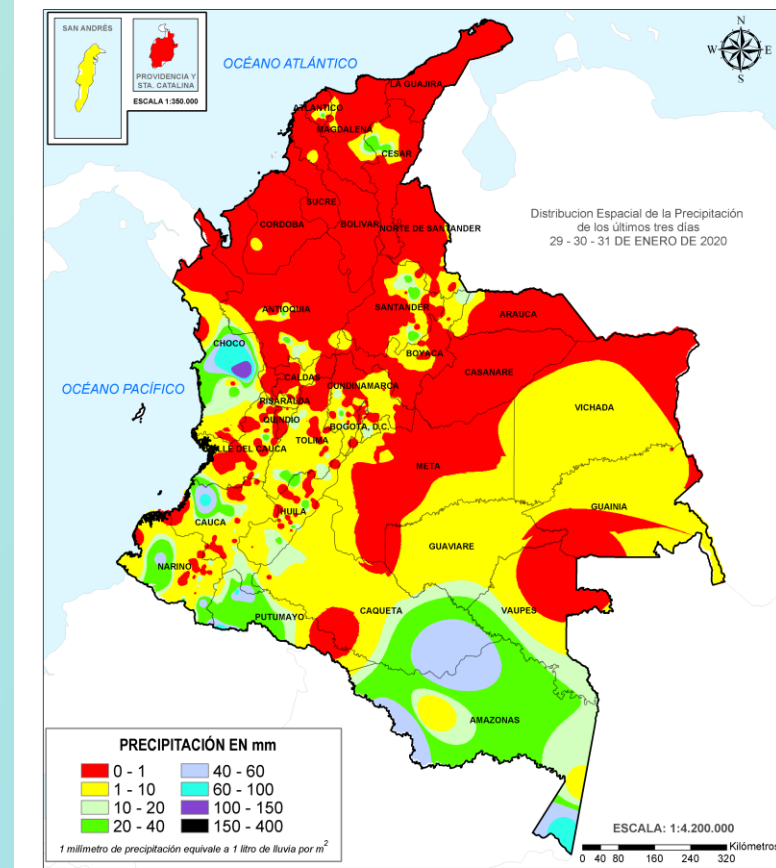 SAN ANDRÉS
PROVIDENCIA Y
STA. CATALINA
ESCALA 1:350.000
OCÉANO ATLÁNTICO
N
W
E
S
LA GUAJIRA
ATLANTICO
MAGDALENA
CESAR
SUCRE
CORDOBA
BOLIVAR
NORTE DE SANTANDER
Distribucion Espacial de la Precipitación
de los últimos tres días
29 - 30 - 31 DE ENERO DE 2020
ANTIOQUIA
SANTANDER
ARAUCA
CHOCO
BOYACA
CASANARE
OCÉANO PACÍFICO
CALDAS
CUNDINAMARCA
RISARALDA
VICHADA
QUINDIO
BOGOTA, D.C.
TOLIMA
VALLE DEL CAUCA
META
GUAINIA
CAUCA
HUILA
GUAVIARE
NARIÑO
PUTUMAYO
CAQUETA
VAUPES
AMAZONAS
PRECIPITACIÓN EN mm
0 - 1
40 - 60
1 - 10
60 - 100
10 - 20
100 - 150
20 - 40
150 - 400
1 milímetro de precipitación equivale a 1 litro de lluvia por m²
ESCALA: 1:4.200.000
Kilómetros
0 40 80 160 240 320